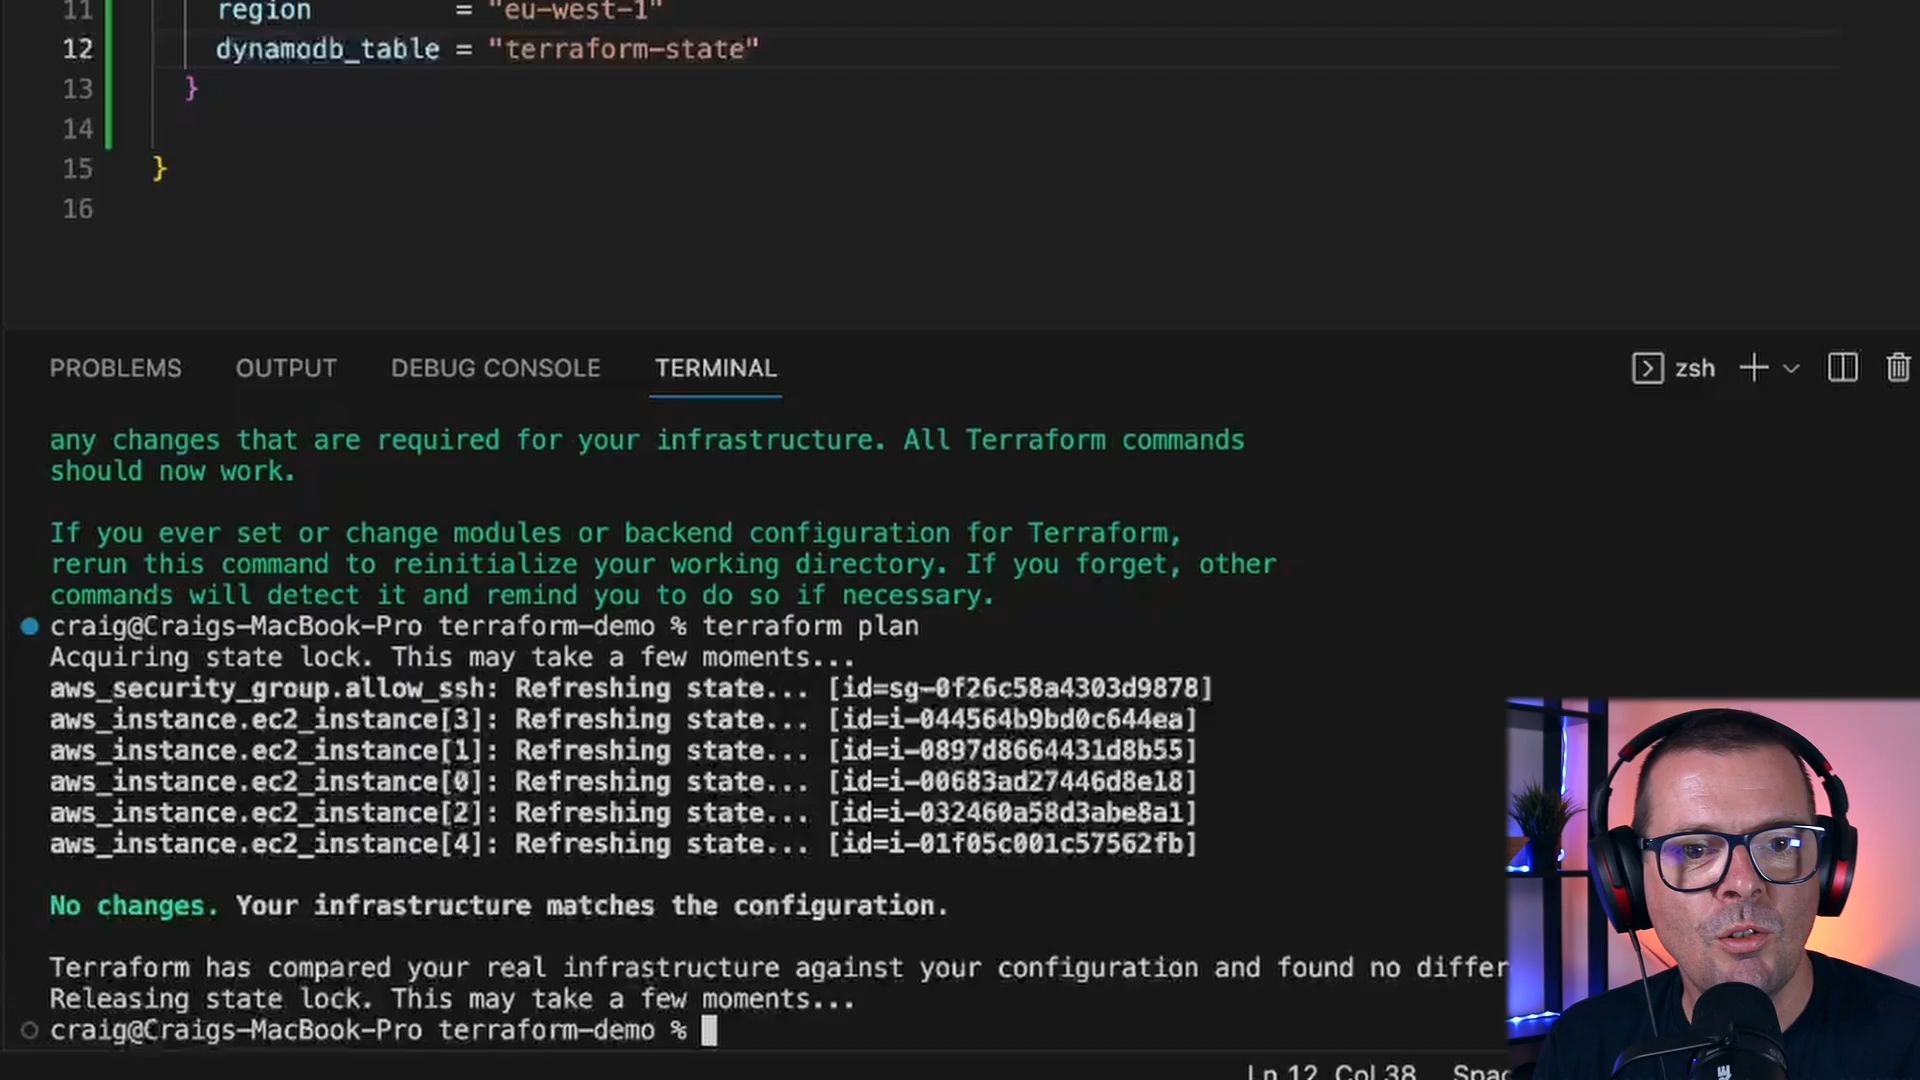 11 region = "eu-west-1"
12 dynamodb_table = "terraform-state"
13 }
14
15 }
16
PROBLEMS OUTPUT DEBUG CONSOLE TERMINAL zsh
any changes that are required for your infrastructure. All Terraform commands
should now work.
If you ever set or change modules or backend configuration for Terraform,
rerun this command to reinitialize your working directory. If you forget, other
commands will detect it and remind you to do so if necessary.
craig@Craigs-MacBook-Pro terraform-demo % terraform plan
Acquiring state lock. This may take a few moments...
aws_security_group.allow_ssh: Refreshing state... [id=sg-0f26c58a4303d9878]
aws_instance.ec2_instance[3]: Refreshing state... [id=i-044564b9bd0c644ea]
aws_instance.ec2_instance[1]: Refreshing state... [id=i-0897d8664431d8b55]
aws_instance.ec2_instance[0]: Refreshing state... [id=i-00683ad27446d8e18]
aws_instance.ec2_instance[2]: Refreshing state... [id=i-032460a58d3abe8a1]
aws_instance.ec2_instance[4]: Refreshing state... [id=i-01f05c001c57562fb]
No changes. Your infrastructure matches the configuration.
Terraform has compared your real infrastructure against your configuration and found no differ
Releasing state lock. This may take a few moments...
craig@Craigs-MacBook-Pro terraform-demo %
Ln 12, Col 38 Spac